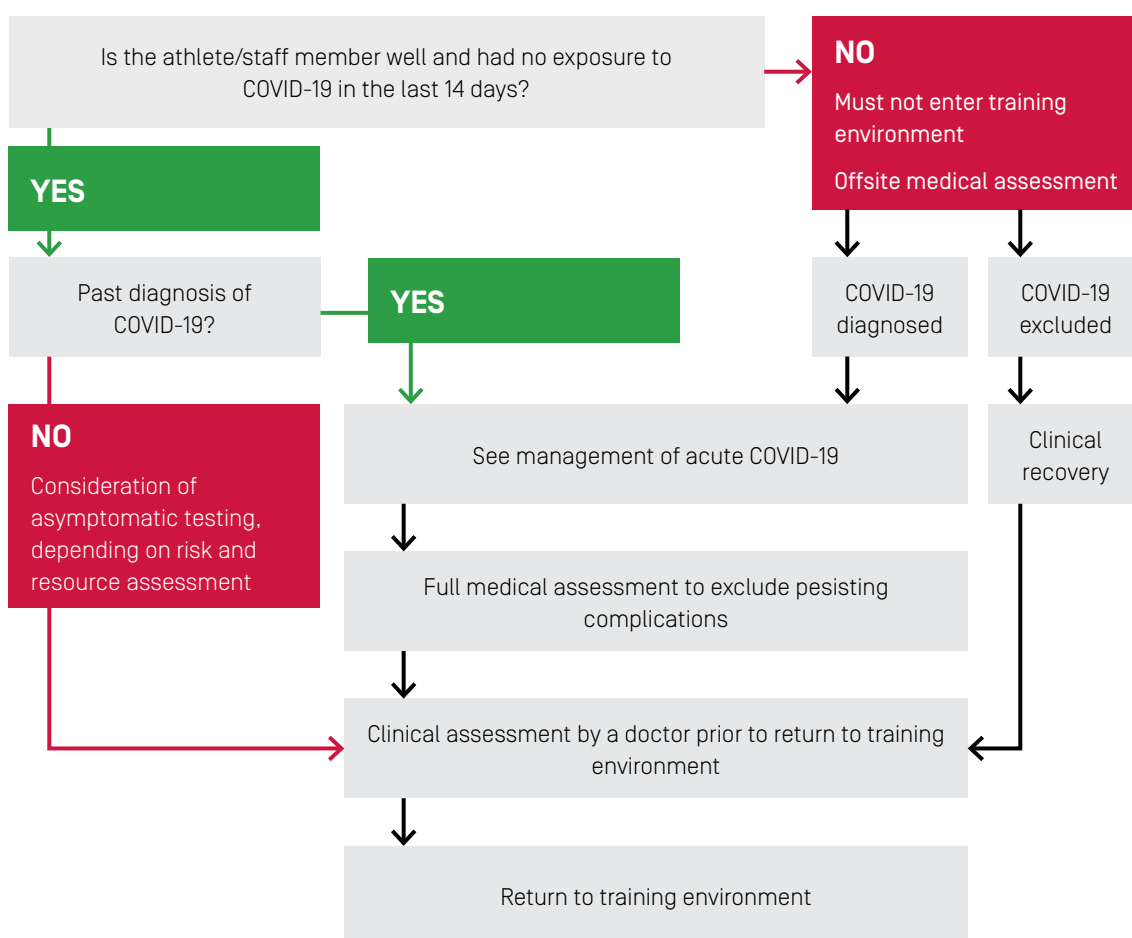 Is the athlete/staff member well and had no exposure to
COVID-19 in the last 14 days?
NO
Must not enter training
environment
Offsite medical assessment
YES
Past diagnosis of
COVID-19?
YES
COVID-19
diagnosed
COVID-19
excluded
NO
Consideration of
asymptomatic testing,
depending on risk and
resource assessment
See management of acute COVID-19
Clinical
recovery
Full medical assessment to exclude pesisting
complications
Clinical assessment by a doctor prior to return to training
environment
Return to training environment